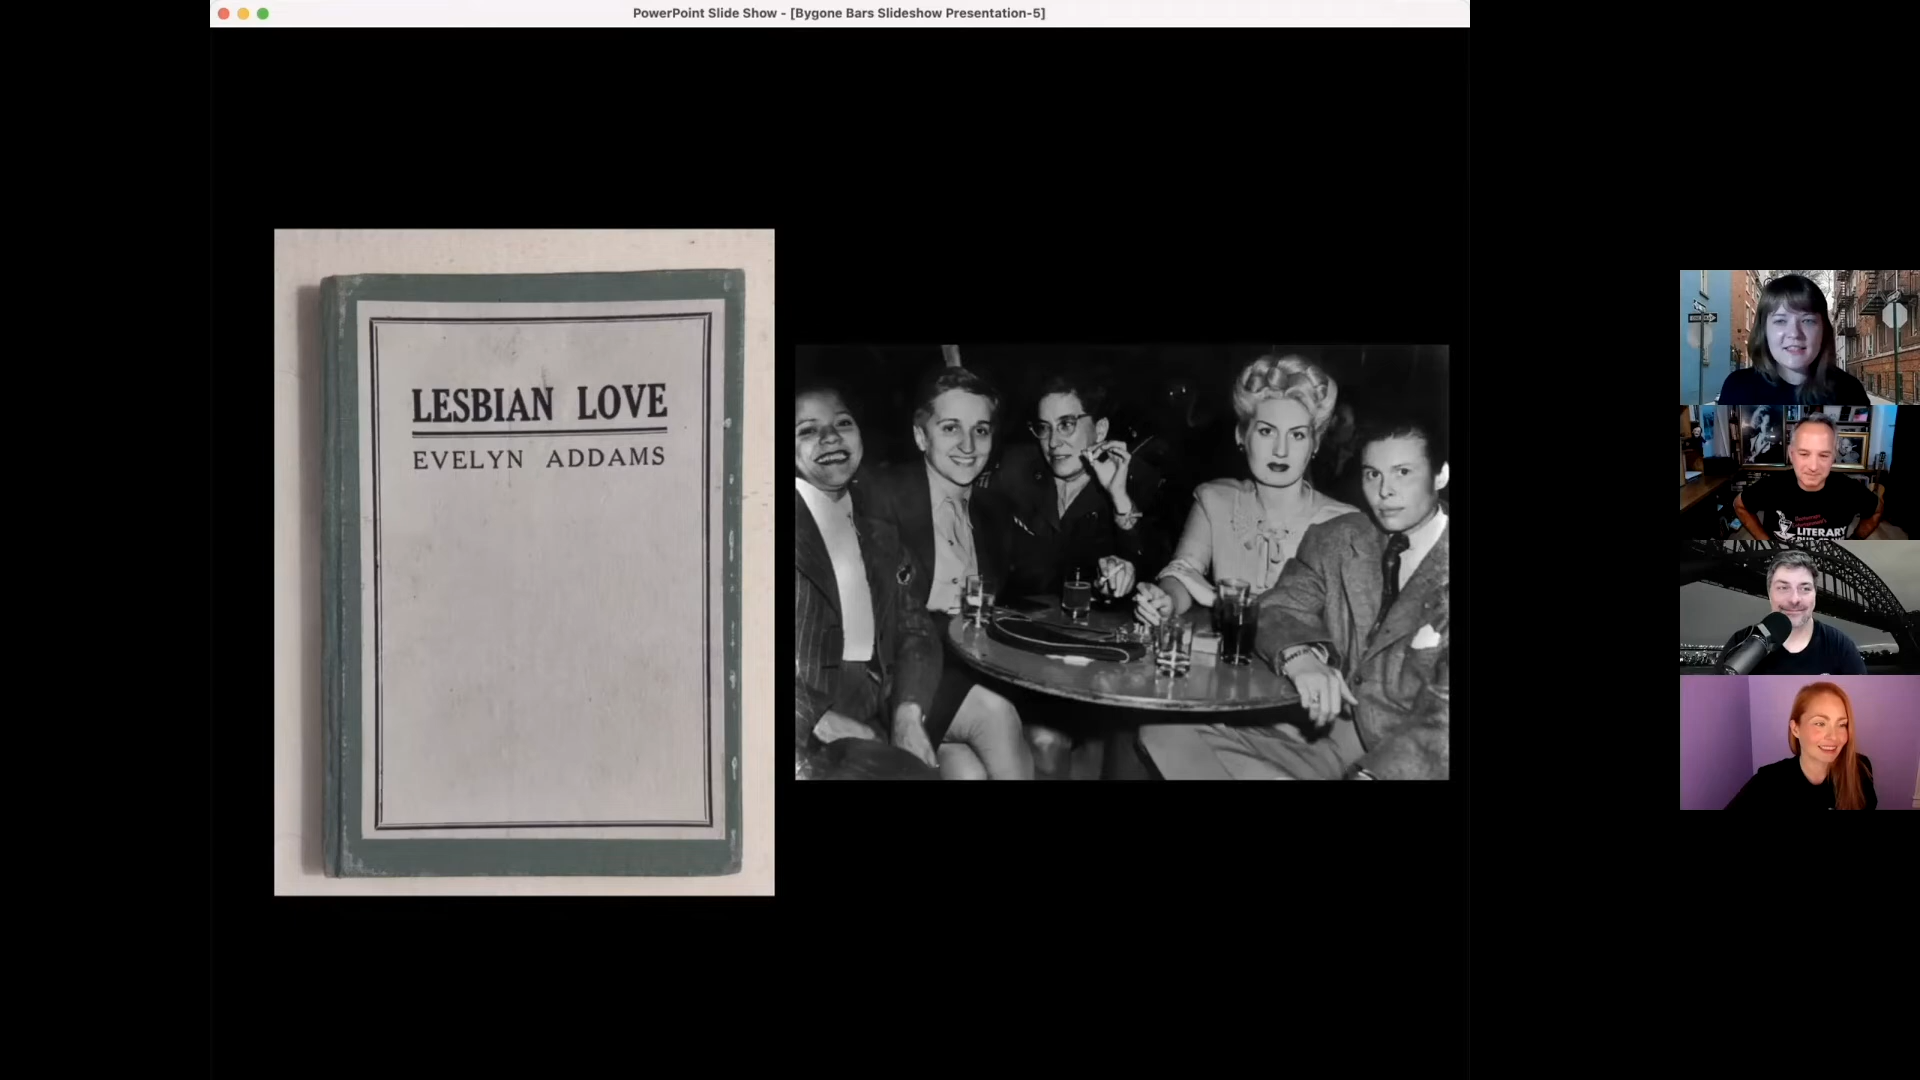 PowerPoint Slide Show - [Bygone Bars Slideshow Presentation-5]
LESBIAN LOVE
EVELYN ADDAMS
LITERARY